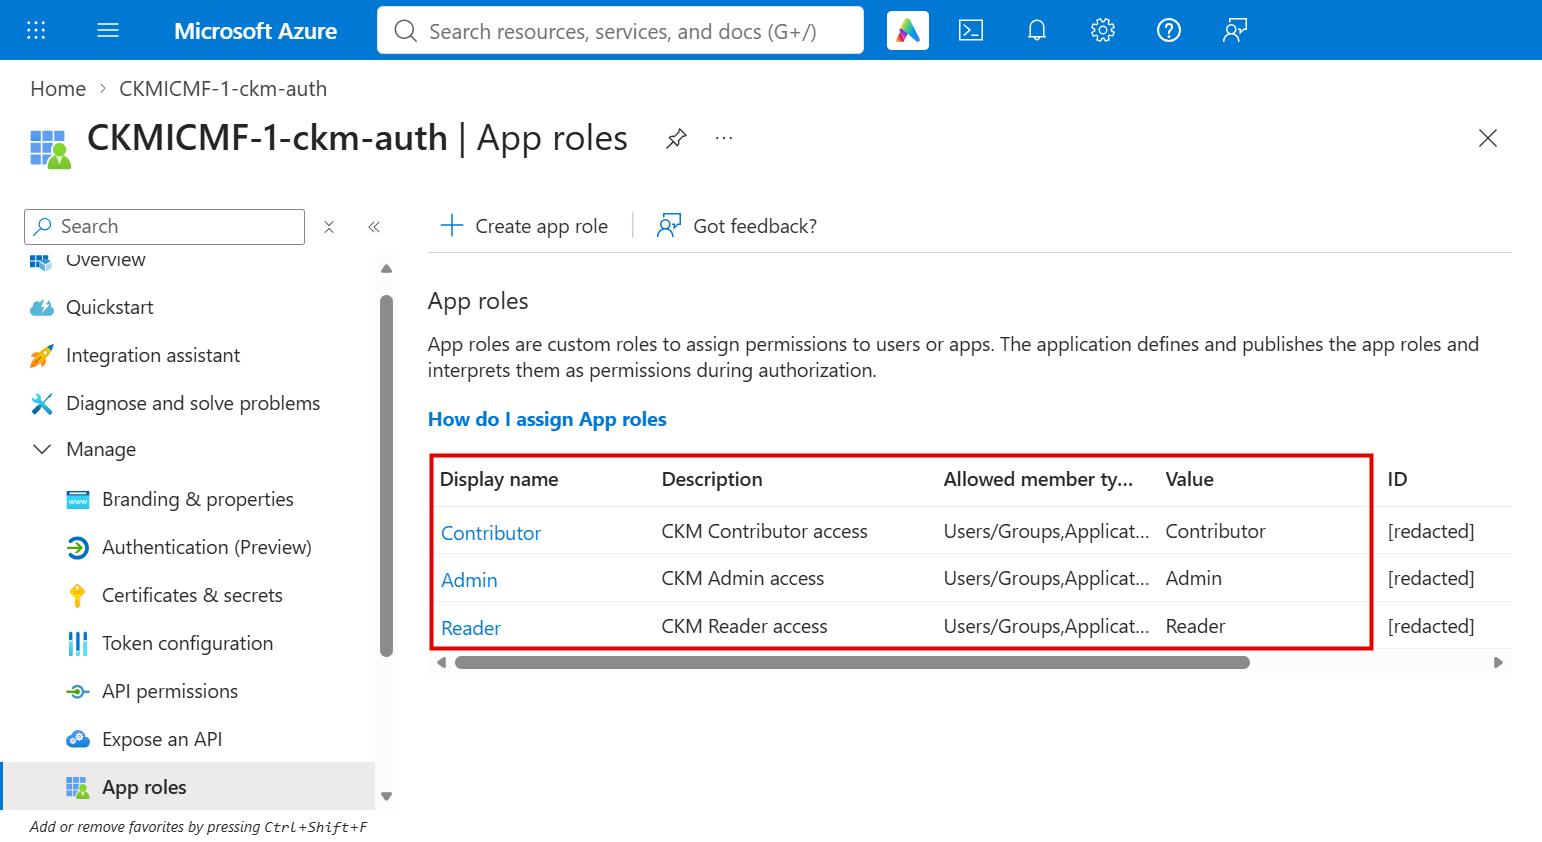 Microsoft Azure
Search resources, services, and docs (G+/)
Home > CKMICMF-1-ckm-auth
CKMICMF-1-ckm-auth | App roles
Search
Overview
Quickstart
Integration assistant
Diagnose and solve problems
Manage
Branding & properties
Authentication (Preview)
Certificates & secrets
Token configuration
API permissions
Expose an API
App roles
Add or remove favorites by pressing Ctrl+Shift+F
Create app role
Got feedback?
App roles
App roles are custom roles to assign permissions to users or apps. The application defines and publishes the app roles and
interprets them as permissions during authorization.
How do I assign App roles
Display name Description Allowed member ty... Value ID
Contributor CKM Contributor access Users/Groups,Applicat... Contributor [redacted]
Admin CKM Admin access Users/Groups,Applicat... Admin [redacted]
Reader CKM Reader access Users/Groups,Applicat... Reader [redacted]